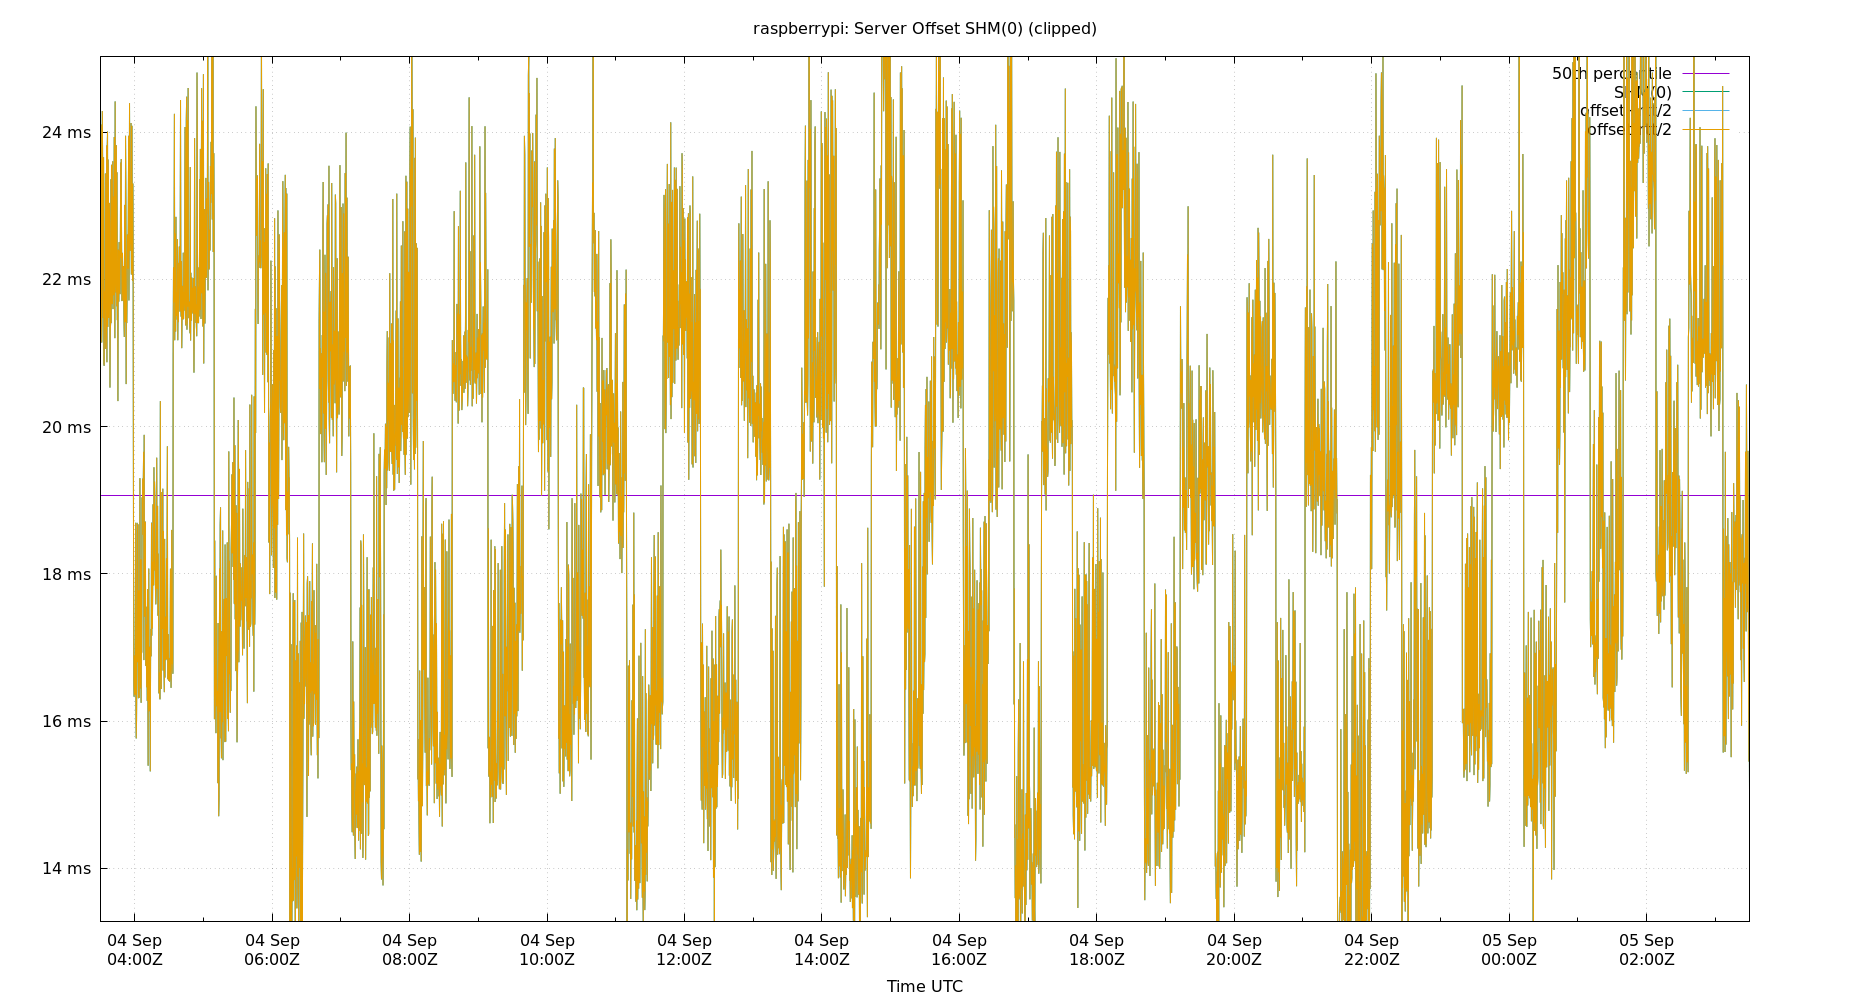 raspberrypi: Server Offset SHM(0) (clipped)
50th percentile
SHM(0)
24 ms
22 ms
20 ms
18 ms
16 ms
14 ms
04 Sep 04 Sep 04 Sep 04 Sep 04 Sep 04 Sep 04 Sep 04 Sep 04 Sep 04 Sep 05 Sep 05 Sep
04:00Z 06:00Z 08:00Z 10:00Z 12:00Z 14:00Z 16:00Z 18:00Z 20:00Z 22:00Z 00:00Z 02:00Z
Time UTC